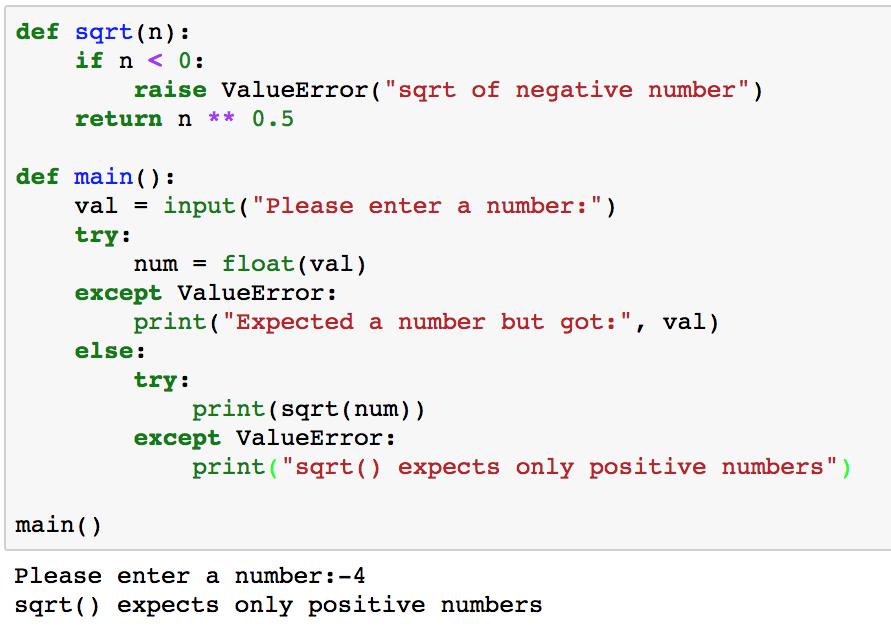 def sqrt(n):
    if n < 0:
        raise ValueError("sqrt of negative number")
    return n ** 0.5

def main():
    val = input("Please enter a number:")
    try:
        num = float(val)
    except ValueError:
        print("Expected a number but got:", val)
    else:
        try:
            print(sqrt(num))
        except ValueError:
            print("sqrt() expects only positive numbers")

main()
Please enter a number:-4
sqrt() expects only positive numbers